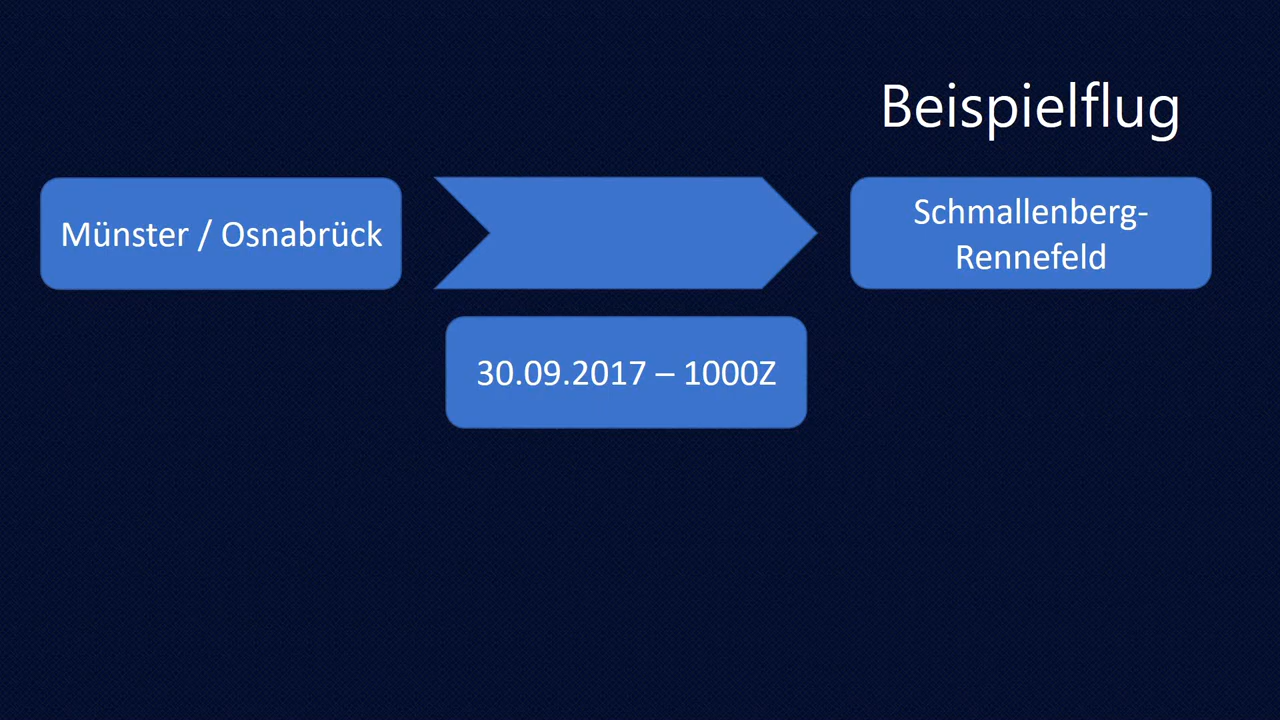 Beispielflug
Münster / Osnabrück
Schmallenberg-
Rennefeld
30.09.2017 – 1000Z